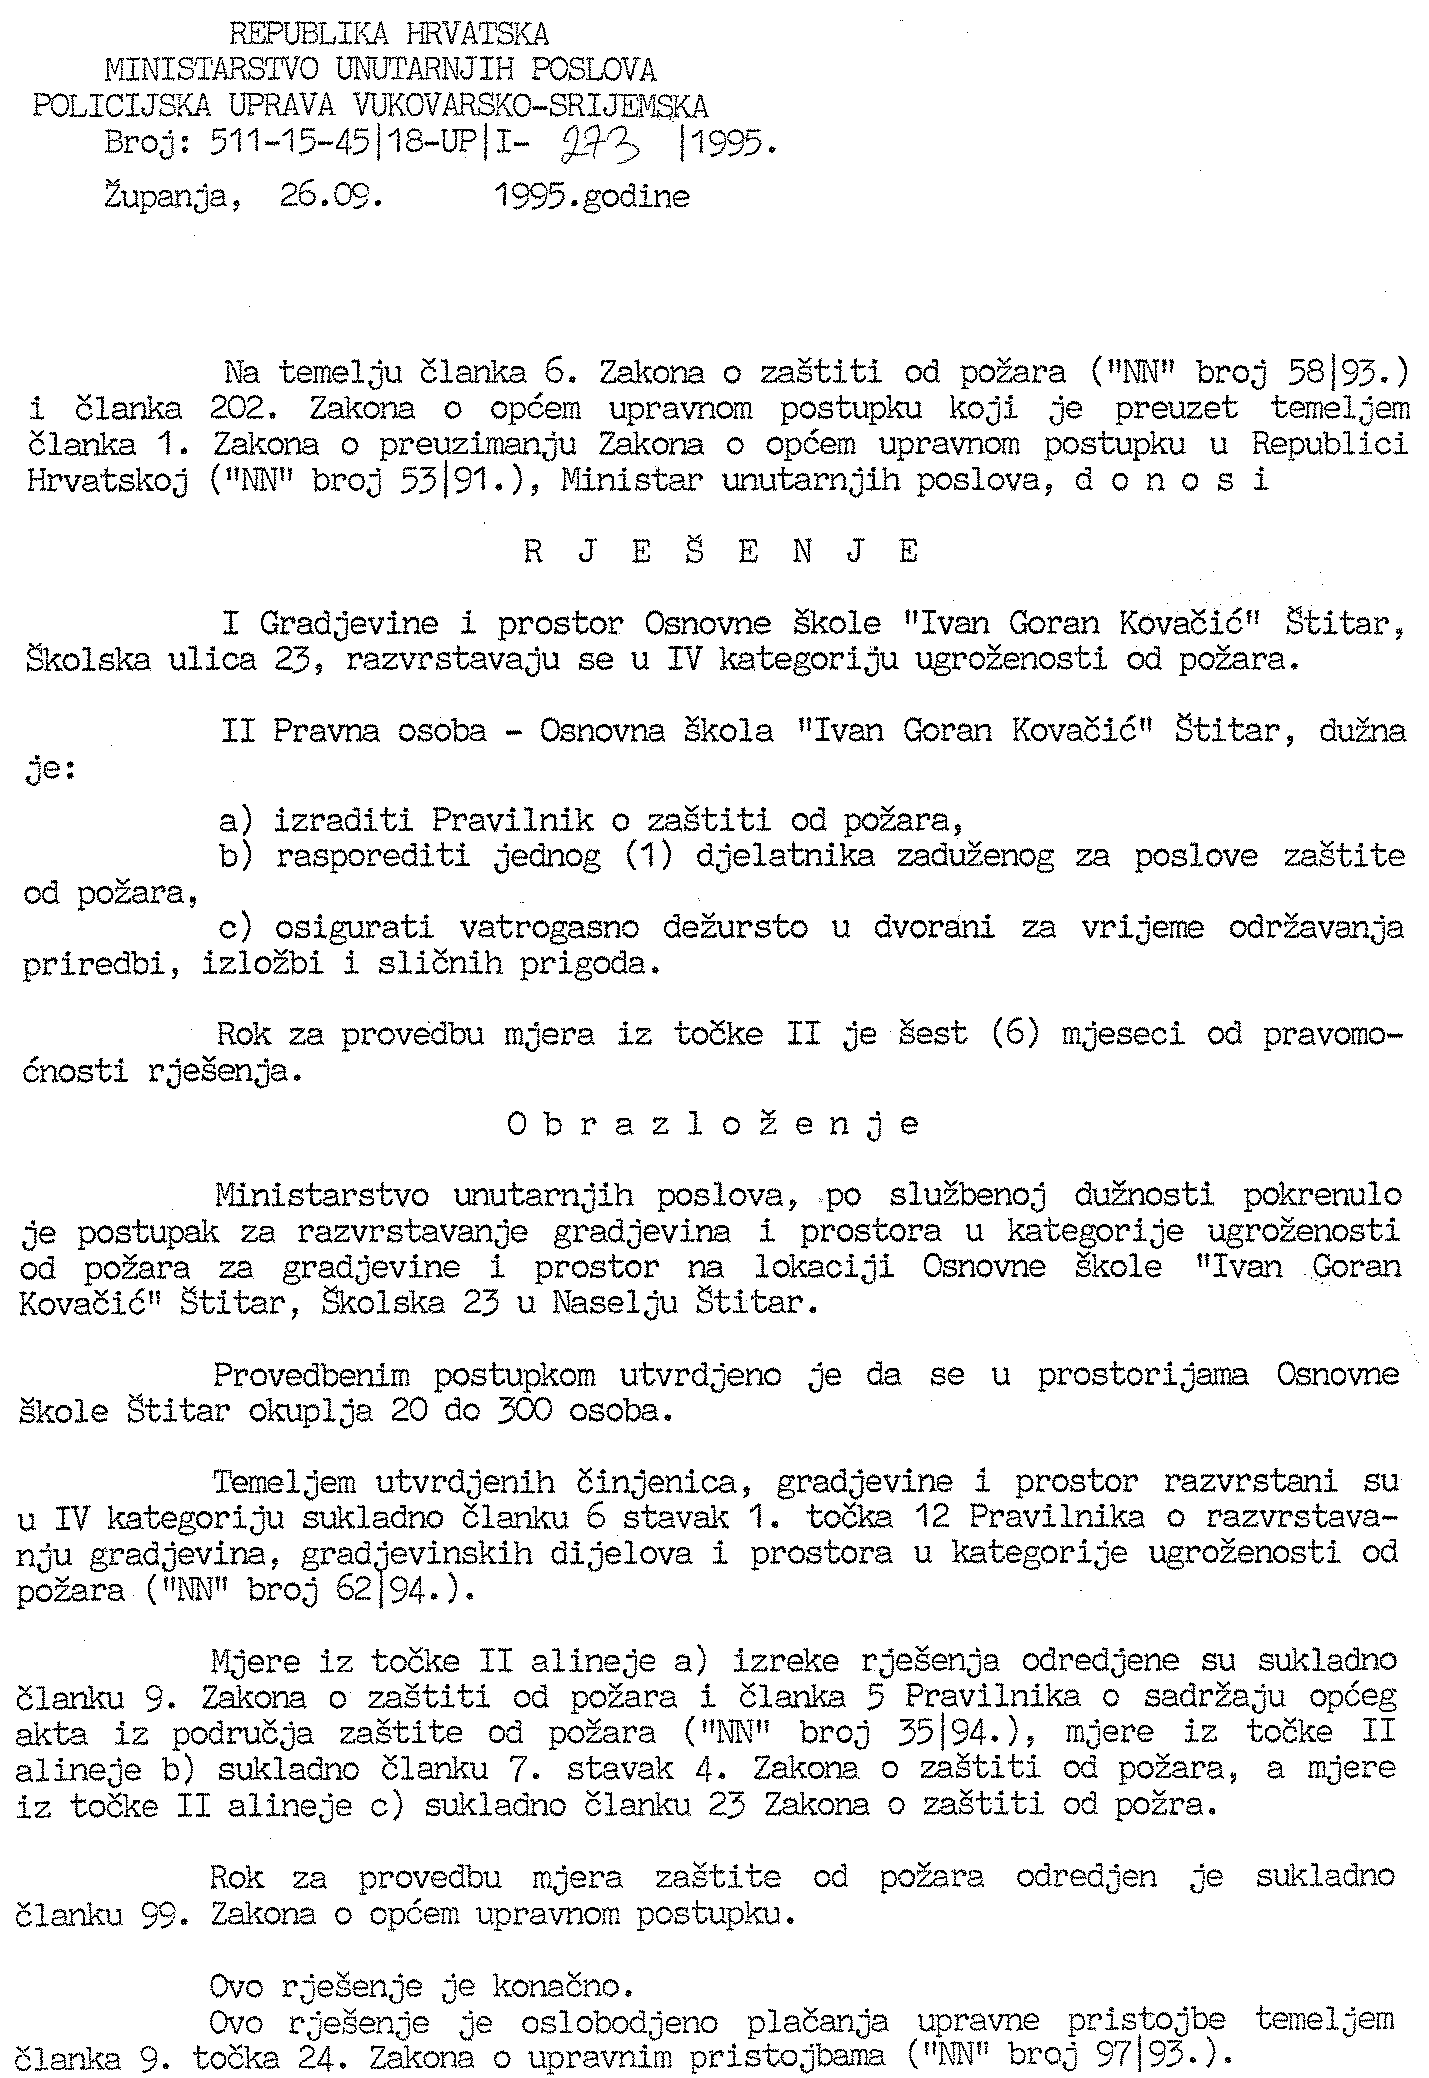 REPUBLIKA HRVATSKA
MINISTARSTVO UNUTARNJIH POSLOVA
POLICIJSKA UPRAVA VUKOVARSKO-SRIJEMSKA
Broj: 511-15-45|18-UP|I- 273 |1995.
Županja, 26.09. 1995.godine
Na temelju članka 6. Zakona o zaštiti od požara ("NN" broj 58|93.)
i članka 202. Zakona o općem upravnom postupku koji je preuzet temeljem
članka 1. Zakona o preuzimanju Zakona o općem upravnom postupku u Republici
Hrvatskoj ("NN" broj 53|91.), Ministar unutarnjih poslova, d o n o s i
R J E Š E N J E
I Gradjevine i prostor Osnovne škole "Ivan Goran Kovačić" Štitar,
Školska ulica 23, razvrstavaju se u IV kategoriju ugroženosti od požara.
II Pravna osoba - Osnovna škola "Ivan Goran Kovačić" Štitar, dužna
je:
a) izraditi Pravilnik o zaštiti od požara,
b) rasporediti jednog (1) djelatnika zaduženog za poslove zaštite
od požara,
c) osigurati vatrogasno dežursto u dvorani za vrijeme održavanja
priredbi, izložbi i sličnih prigoda.
Rok za provedbu mjera iz točke II je šest (6) mjeseci od pravomo-
ćnosti rješenja.
O b r a z l o ž e n j e
Ministarstvo unutarnjih poslova, po službenoj dužnosti pokrenulo
je postupak za razvrstavanje gradjevina i prostora u kategorije ugroženosti
od požara za gradjevine i prostor na lokaciji Osnovne škole "Ivan Goran
Kovačić" Štitar, Školska 23 u Naselju Štitar.
Provedbenim postupkom utvrdjeno je da se u prostorijama Osnovne
škole Štitar okuplja 20 do 300 osoba.
Temeljem utvrdjenih činjenica, gradjevine i prostor razvrstani su
u IV kategoriju sukladno članku 6 stavak 1. točka 12 Pravilnika o razvrstava-
nju gradjevina, gradjevinskih dijelova i prostora u kategorije ugroženosti od
požara ("NN" broj 62|94.).
Mjere iz točke II alineje a) izreke rješenja odredjene su sukladno
članku 9. Zakona o zaštiti od požara i članka 5 Pravilnika o sadržaju općeg
akta iz područja zaštite od požara ("NN" broj 35|94.), mjere iz točke II
alineje b) sukladno članku 7. stavak 4. Zakona o zaštiti od požara, a mjere
iz točke II alineje c) sukladno članku 23 Zakona o zaštiti od požra.
Rok za provedbu mjera zaštite od požara odredjen je sukladno
članku 99. Zakona o općem upravnom postupku.
Ovo rješenje je konačno.
Ovo rješenje je oslobodjeno plačanja upravne pristojbe temeljem
članka 9. točka 24. Zakona o upravnim pristojbama ("NN" broj 97|93.).